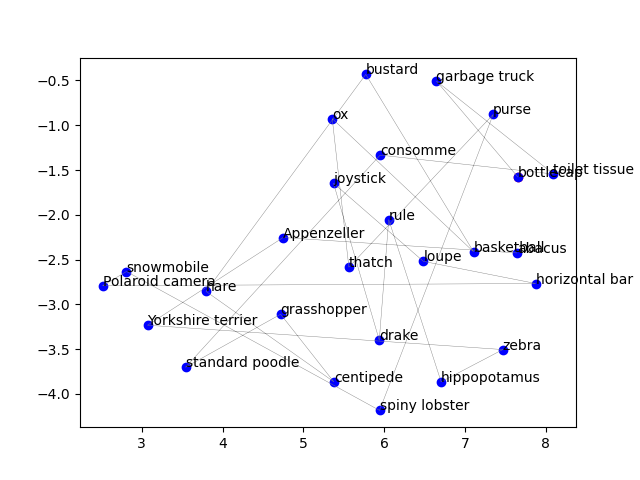 bustard
garbage truck
−0.5
purse
ox
−1.0
consomme
toilet tissue
−1.5
bottlecap
joystick
rule
−2.0
Appenzeller
basketball
abacus
loupe
−2.5
thatch
snowmobile
Polaroid camera
hare
horizontal bar
−3.0
grasshopper
Yorkshire terrier
drake
zebra
−3.5
standard poodle
centipede
hippopotamus
−4.0
spiny lobster
3 4 5 6 7 8